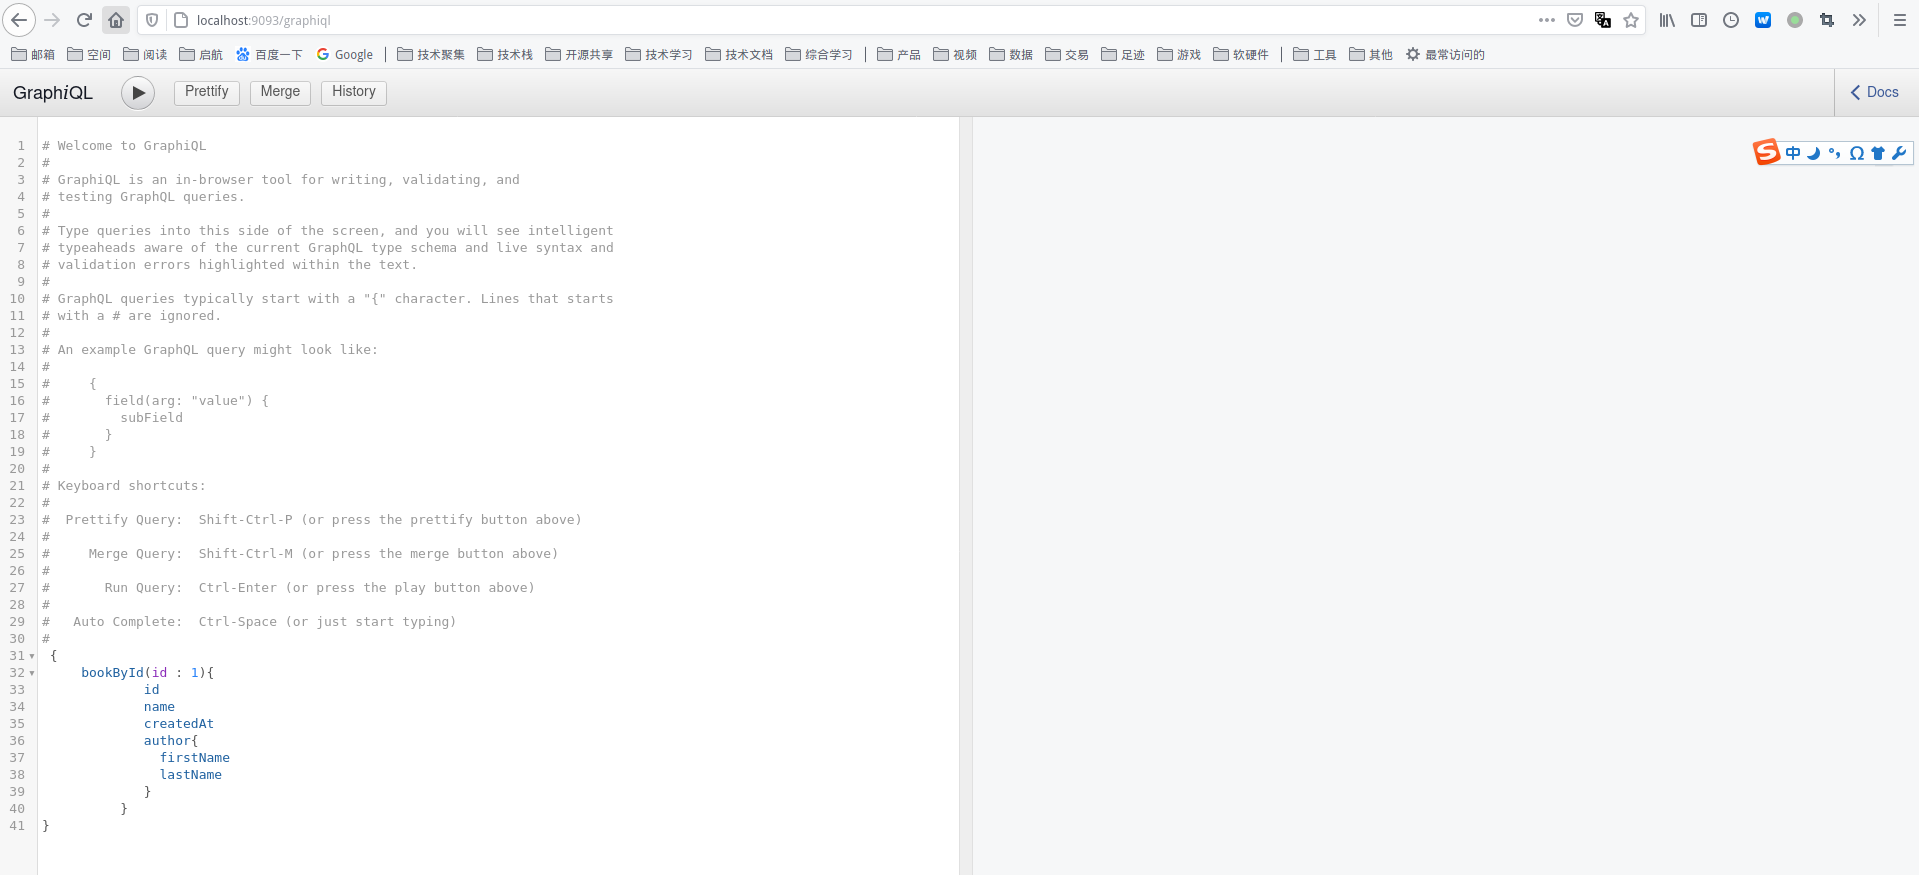 localhost:9093/graphiql
邮箱 空间 阅读 启航 百度一下 Google 技术聚集 技术栈 开源共享 技术学习 技术文档 综合学习 产品 视频 数据 交易 足迹 游戏 软硬件 工具 其他 最常访问的
GraphiQL Prettify Merge History Docs
中
1 # Welcome to GraphiQL
2 #
3 # GraphiQL is an in-browser tool for writing, validating, and
4 # testing GraphQL queries.
5 #
6 # Type queries into this side of the screen, and you will see intelligent
7 # typeaheads aware of the current GraphQL type schema and live syntax and
8 # validation errors highlighted within the text.
9 #
10 # GraphQL queries typically start with a "{" character. Lines that starts
11 # with a # are ignored.
12 #
13 # An example GraphQL query might look like:
14 #
15 #     {
16 #       field(arg: "value") {
17 #         subField
18 #       }
19 #     }
20 #
21 # Keyboard shortcuts:
22 #
23 #  Prettify Query:  Shift-Ctrl-P (or press the prettify button above)
24 #
25 #     Merge Query:  Shift-Ctrl-M (or press the merge button above)
26 #
27 #       Run Query:  Ctrl-Enter (or press the play button above)
28 #
29 #   Auto Complete:  Ctrl-Space (or just start typing)
30 #
31  {
32      bookById(id : 1){
33              id
34              name
35              createdAt
36              author{
37                firstName
38                lastName
39              }
40           }
41 }